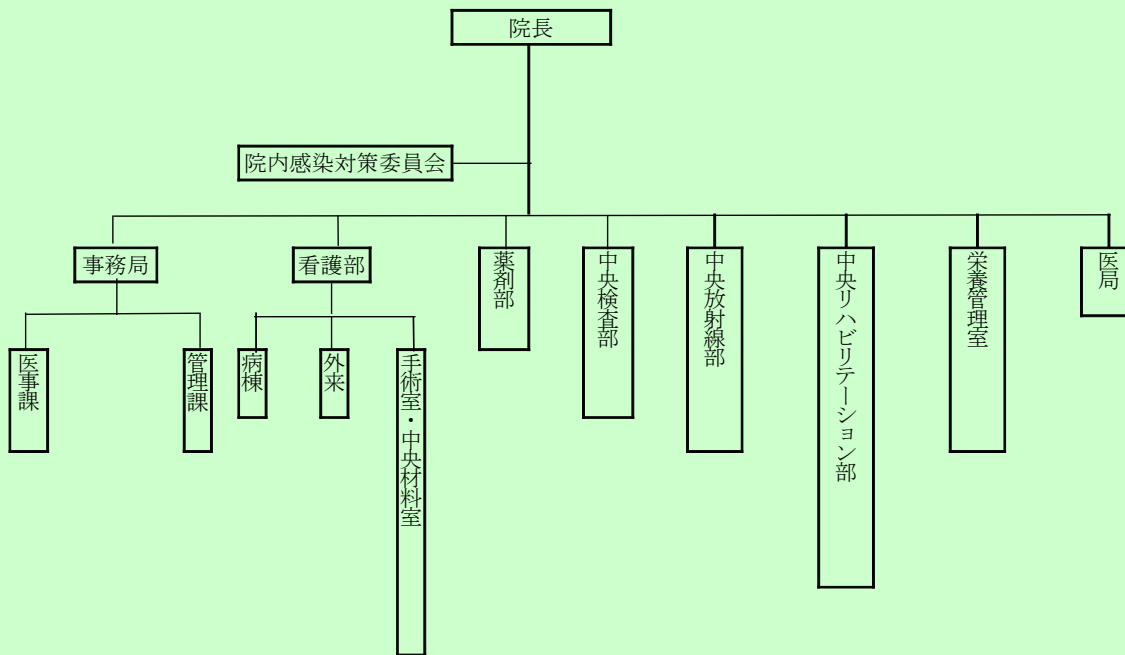 院長
院内感染対策委員会
事務局
看護部
薬剤部
中央検査部
中央放射線部
中央リハビリテーション部
栄養管理室
医局
医事課
管理課
病棟
外来
手術室・中央材料室